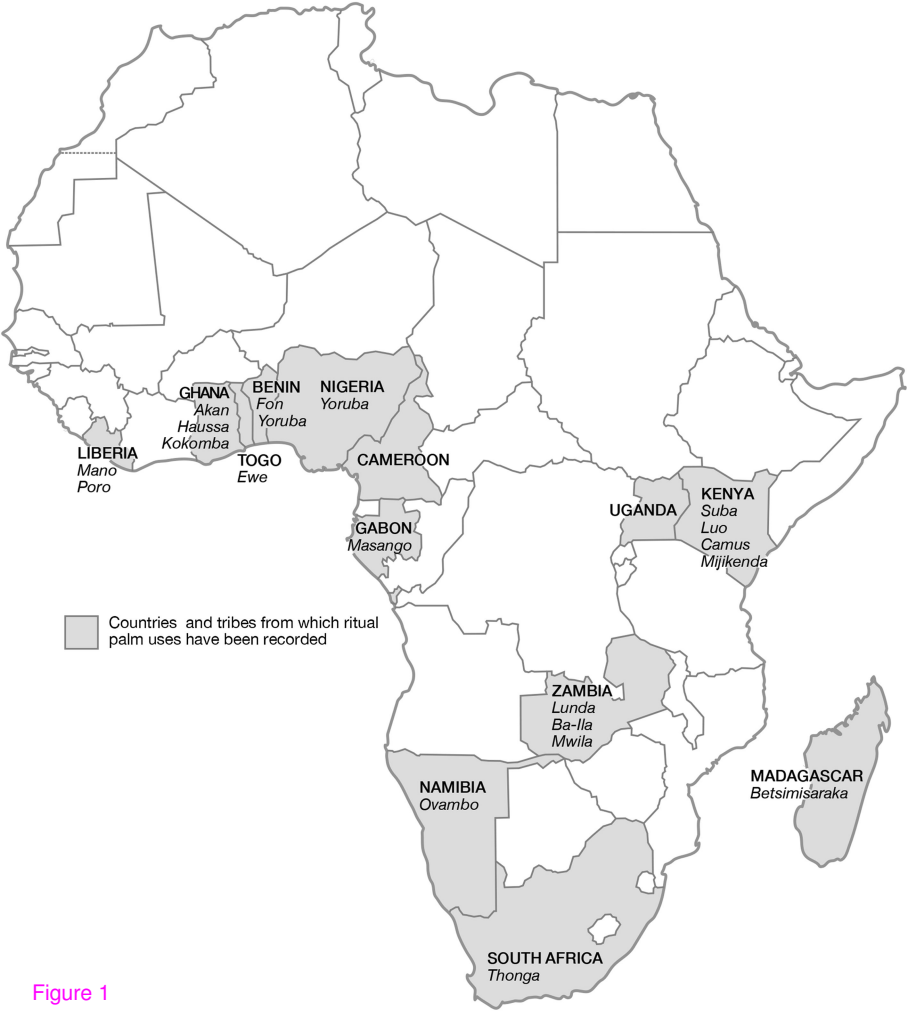 GHANA
Akan
Haussa
Kokomba
BENIN
Fon
Yoruba
NIGERIA
Yoruba
LIBERIA
Mano
Poro
TOGO
Ewe
CAMEROON
GABON
Masango
UGANDA
KENYA
Suba
Luo
Camus
Mijikenda
Countries and tribes from which ritual
palm uses have been recorded
ZAMBIA
Lunda
Ba-Ila
Mwila
NAMIBIA
Ovambo
MADAGASCAR
Betsimisaraka
SOUTH AFRICA
Thonga
Figure 1